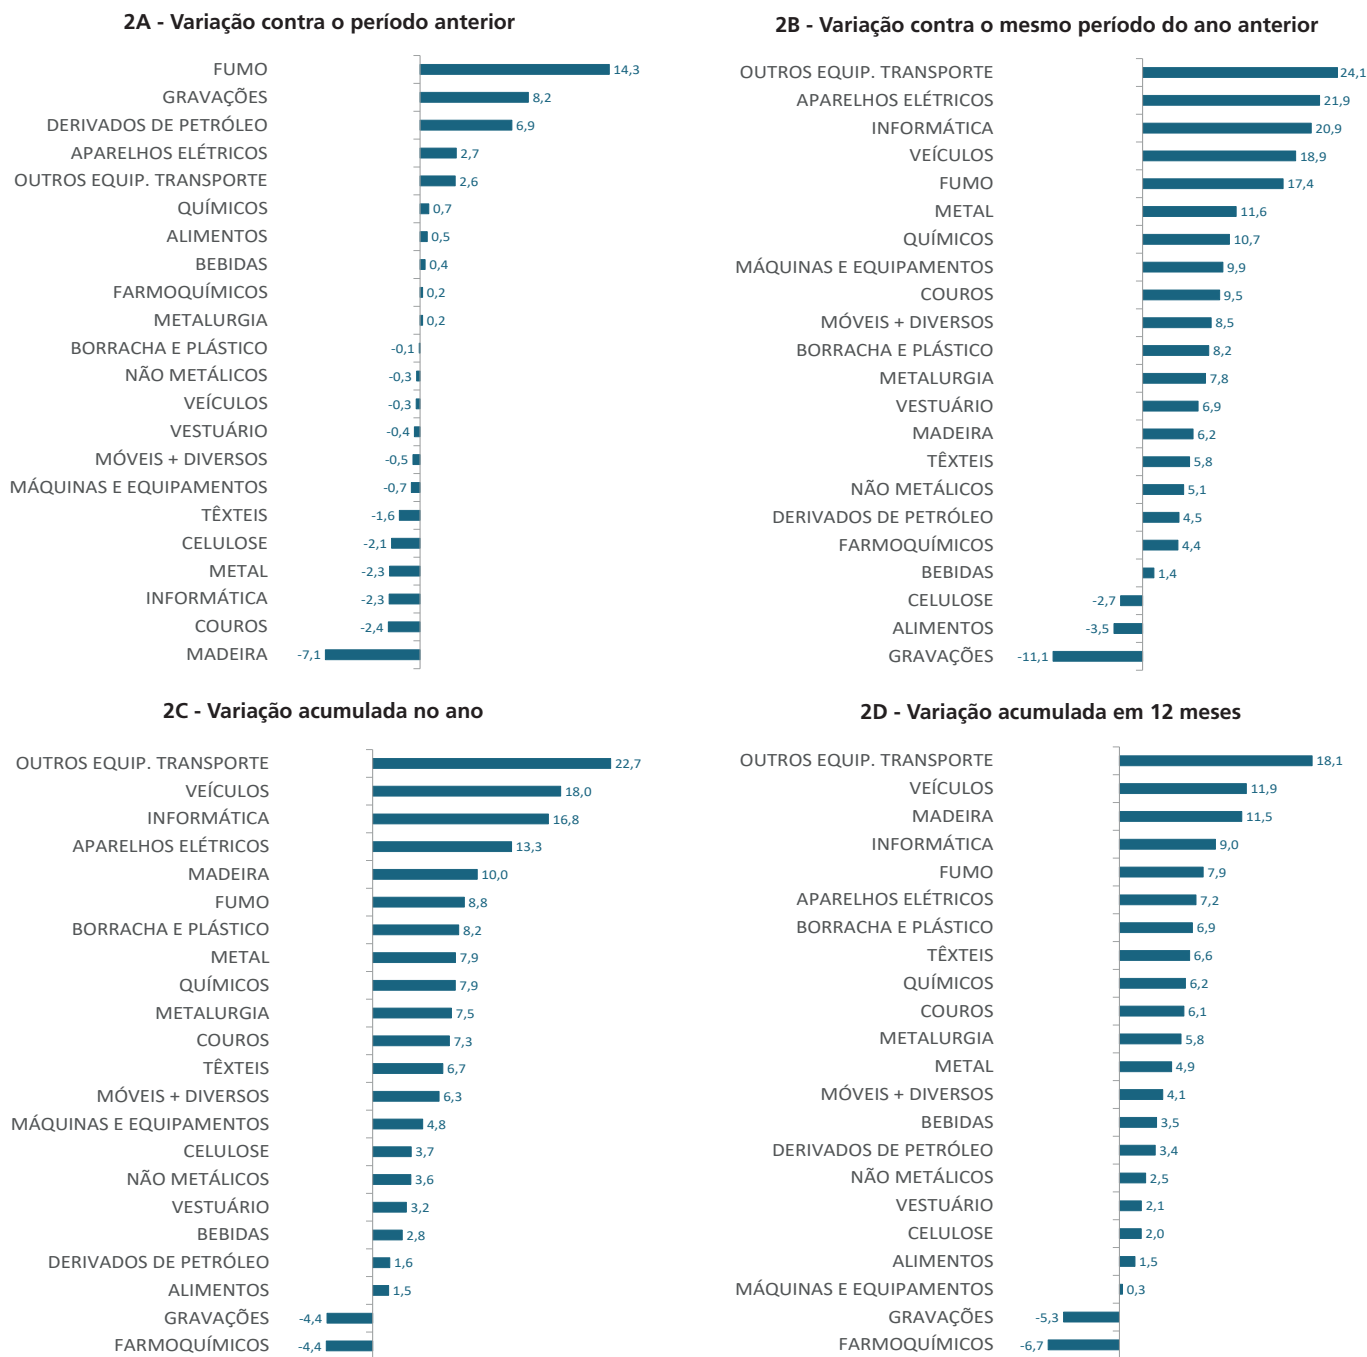 2A - Variação contra o período anterior
FUMO 14,3
GRAVAÇÕES 8,2
DERIVADOS DE PETRÓLEO 6,9
APARELHOS ELÉTRICOS 2,7
OUTROS EQUIP. TRANSPORTE 2,6
QUÍMICOS 0,7
ALIMENTOS 0,5
BEBIDAS 0,4
FARMOQUÍMICOS 0,2
METALURGIA 0,2
BORRACHA E PLÁSTICO -0,1
NÃO METÁLICOS -0,3
VEÍCULOS -0,3
VESTUÁRIO -0,4
MÓVEIS + DIVERSOS -0,5
MÁQUINAS E EQUIPAMENTOS -0,7
TÊXTEIS -1,6
CELULOSE -2,1
METAL -2,3
INFORMÁTICA -2,3
COUROS -2,4
MADEIRA -7,1
2B - Variação contra o mesmo período do ano anterior
OUTROS EQUIP. TRANSPORTE 24,1
APARELHOS ELÉTRICOS 21,9
INFORMÁTICA 20,9
VEÍCULOS 18,9
FUMO 17,4
METAL 11,6
QUÍMICOS 10,7
MÁQUINAS E EQUIPAMENTOS 9,9
COUROS 9,5
MÓVEIS + DIVERSOS 8,5
BORRACHA E PLÁSTICO 8,2
METALURGIA 7,8
VESTUÁRIO 6,9
MADEIRA 6,2
TÊXTEIS 5,8
NÃO METÁLICOS 5,1
DERIVADOS DE PETRÓLEO 4,5
FARMOQUÍMICOS 4,4
BEBIDAS 1,4
CELULOSE -2,7
ALIMENTOS -3,5
GRAVAÇÕES -11,1
2C - Variação acumulada no ano
OUTROS EQUIP. TRANSPORTE 22,7
VEÍCULOS 18,0
INFORMÁTICA 16,8
APARELHOS ELÉTRICOS 13,3
MADEIRA 10,0
FUMO 8,8
BORRACHA E PLÁSTICO 8,2
METAL 7,9
QUÍMICOS 7,9
METALURGIA 7,5
COUROS 7,3
TÊXTEIS 6,7
MÓVEIS + DIVERSOS 6,3
MÁQUINAS E EQUIPAMENTOS 4,8
CELULOSE 3,7
NÃO METÁLICOS 3,6
VESTUÁRIO 3,2
BEBIDAS 2,8
DERIVADOS DE PETRÓLEO 1,6
ALIMENTOS 1,5
GRAVAÇÕES -4,4
FARMOQUÍMICOS -4,4
2D - Variação acumulada em 12 meses
OUTROS EQUIP. TRANSPORTE 18,1
VEÍCULOS 11,9
MADEIRA 11,5
INFORMÁTICA 9,0
FUMO 7,9
APARELHOS ELÉTRICOS 7,2
BORRACHA E PLÁSTICO 6,9
TÊXTEIS 6,6
QUÍMICOS 6,2
COUROS 6,1
METALURGIA 5,8
METAL 4,9
MÓVEIS + DIVERSOS 4,1
BEBIDAS 3,5
DERIVADOS DE PETRÓLEO 3,4
NÃO METÁLICOS 2,5
VESTUÁRIO 2,1
CELULOSE 2,0
ALIMENTOS 1,5
MÁQUINAS E EQUIPAMENTOS 0,3
GRAVAÇÕES -5,3
FARMOQUÍMICOS -6,7